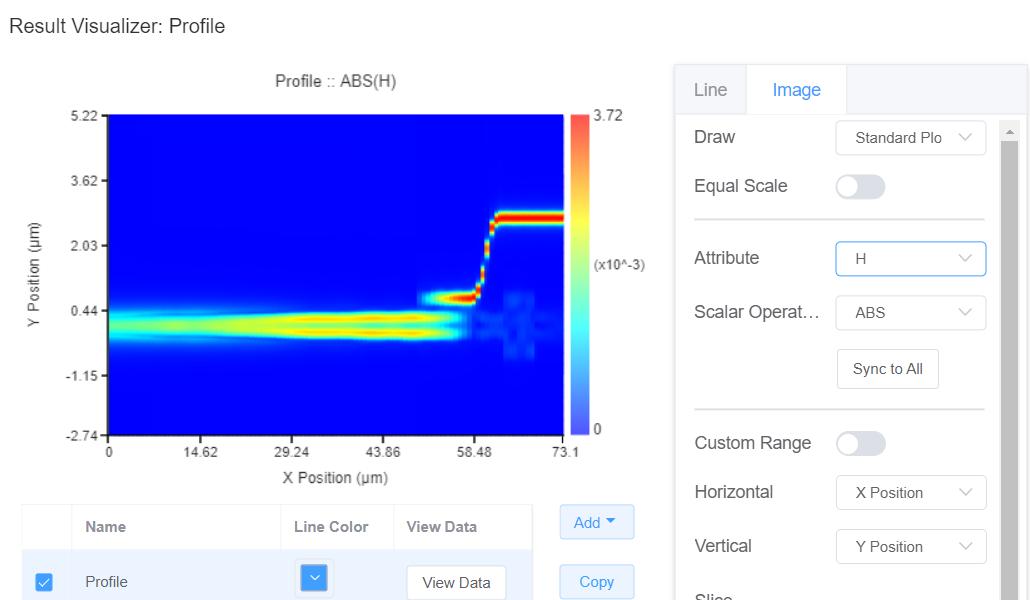 Result Visualizer: Profile
Profile :: ABS(H)
Line
Image
5.22
3.62
2.03
0.44
-1.15
-2.74
Y Position (μm)
0
14.62
29.24
43.86
58.48
73.1
X Position (μm)
3.72
(x10^-3)
0
Draw
Standard Plo
Equal Scale
Attribute
H
Scalar Operat...
ABS
Sync to All
Custom Range
Horizontal
X Position
Vertical
Y Position
Slice
Name
Line Color
View Data
Add
Profile
View Data
Copy